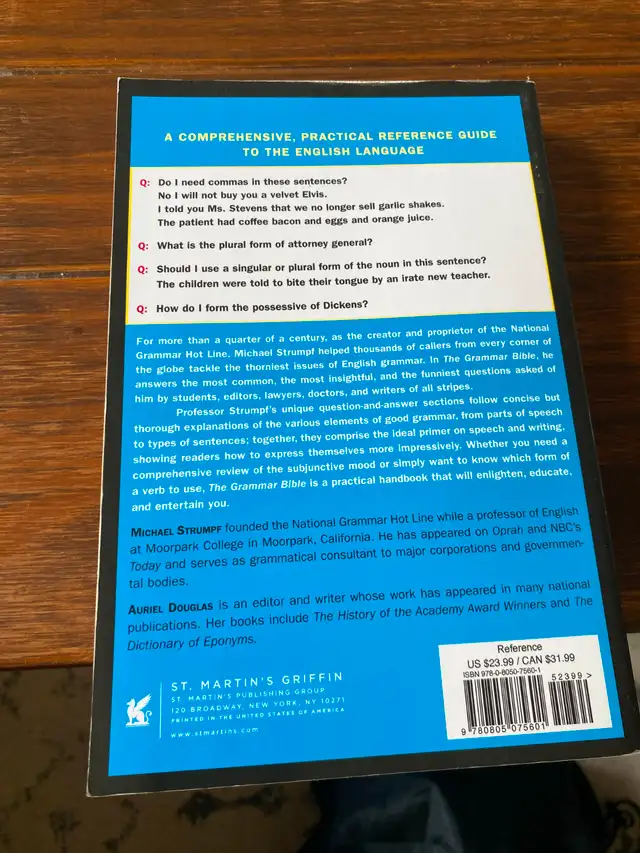 A COMPREHENSIVE, PRACTICAL REFERENCE GUIDE
TO THE ENGLISH LANGUAGE
Q: Do I need commas in these sentences?
No I will not buy you a velvet Elvis.
I told you Ms. Stevens that we no longer sell garlic shakes.
The patient had coffee bacon and eggs and orange juice.
Q: What is the plural form of attorney general?
Q: Should I use a singular or plural form of the noun in this sentence?
The children were told to bite their tongue by an irate new teacher.
Q: How do I form the possessive of Dickens?
For more than a quarter of a century, as the creator and proprietor of the National
Grammar Hot Line, Michael Strumpf helped thousands of callers from every corner of
the globe tackle the thorniest issues of English grammar. In The Grammar Bible, he
answers the most common, the most insightful, and the funniest questions asked of
him by students, editors, lawyers, doctors, and writers of all stripes.
Professor Strumpf's unique question-and-answer sections follow concise but
thorough explanations of the various elements of good grammar, from parts of speech
to types of sentences; together, they comprise the ideal primer on speech and writing,
showing readers how to express themselves more impressively. Whether you need a
comprehensive review of the subjunctive mood or simply want to know which form of
a verb to use, The Grammar Bible is a practical handbook that will enlighten, educate,
and entertain you.
MICHAEL STRUMPF founded the National Grammar Hot Line while a professor of English
at Moorpark College in Moorpark, California. He has appeared on Oprah and NBC's
Today and serves as grammatical consultant to major corporations and governmen-
tal bodies.
AURIEL DOUGLAS is an editor and writer whose work has appeared in many national
publications. Her books include The History of the Academy Award Winners and The
Dictionary of Eponyms.
ST. MARTIN'S GRIFFIN
ST. MARTIN'S PUBLISHING GROUP
120 BROADWAY, NEW YORK, NY 10271
PRINTED IN THE UNITED STATES OF AMERICA
www.stmartins.com
Reference
US $23.99 / CAN $31.99
ISBN 978-0-8050-7560-1
52399>
9 780805 075601